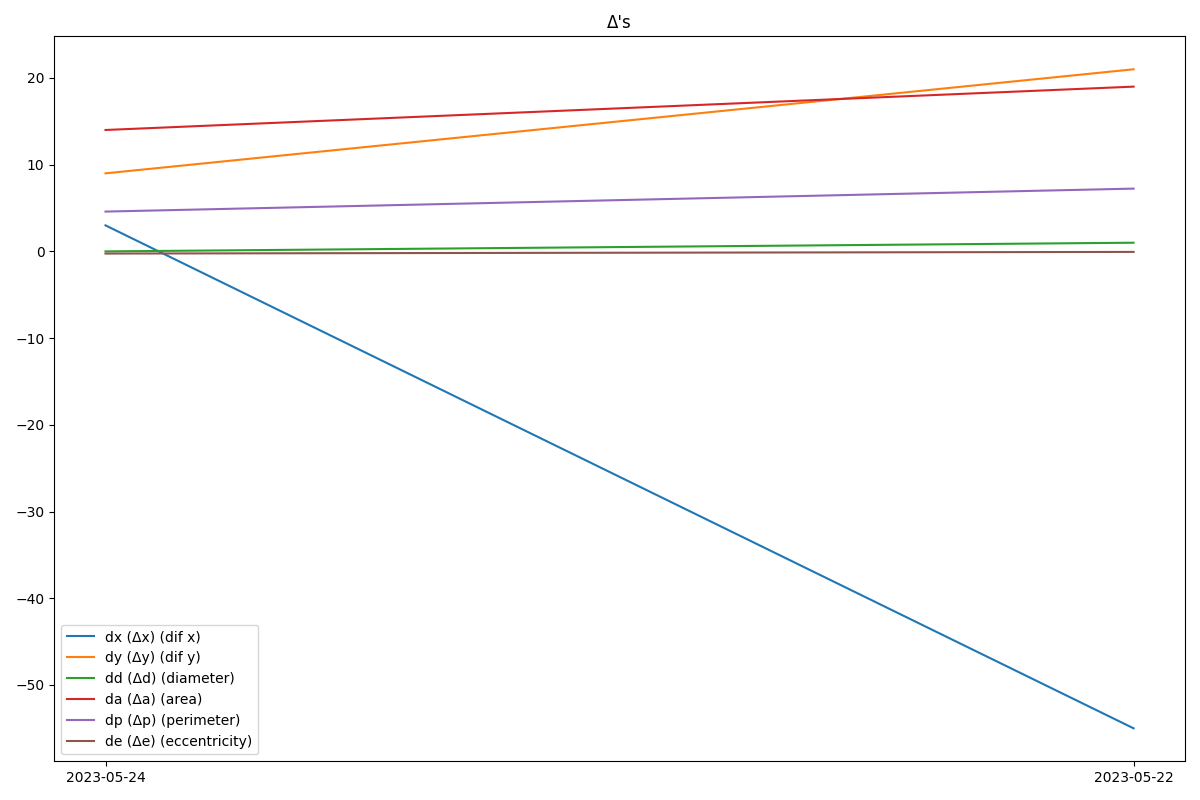 Δ's
20
10
0
−10
−20
−30
−40
−50
dx (Δx) (dif x)
dy (Δy) (dif y)
dd (Δd) (diameter)
da (Δa) (area)
dp (Δp) (perimeter)
de (Δe) (eccentricity)
2023-05-24 2023-05-22